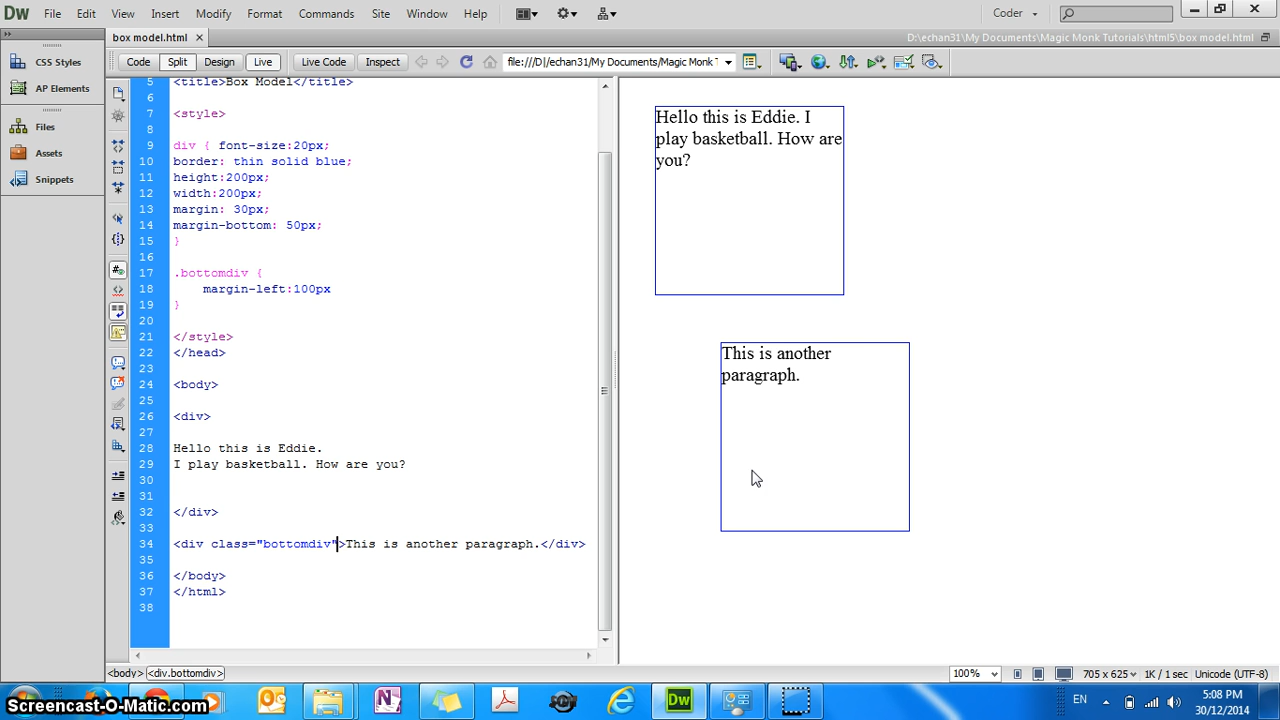 Dw File Edit View Insert Modify Format Commands Site Window Help Coder
box model.html
D:\echan31\My Documents\Magic Monk Tutorials\html5\box model.html
Code Split Design Live Live Code Inspect file:///D|/echan31/My Documents/Magic Monk T
CSS Styles
AP Elements
Files
Assets
Snippets
5 <title>Box Model</title>
6
7 <style>
8
9 div { font-size:20px;
10 border: thin solid blue;
11 height:200px;
12 width:200px;
13 margin: 30px;
14 margin-bottom: 50px;
15 }
16
17 .bottomdiv {
18 margin-left:100px
19 }
20
21 </style>
22 </head>
23
24 <body>
25
26 <div>
27
28 Hello this is Eddie.
29 I play basketball. How are you?
30
31
32 </div>
33
34 <div class="bottomdiv">This is another paragraph.</div>
35
36 </body>
37 </html>
38
Hello this is Eddie. I
play basketball. How are
you?
This is another
paragraph.
<body> <div.bottomdiv>
100% 705 x 625 1K / 1 sec Unicode (UTF-8)
Screencast-O-Matic.com
Dw
EN
5:08 PM
30/12/2014